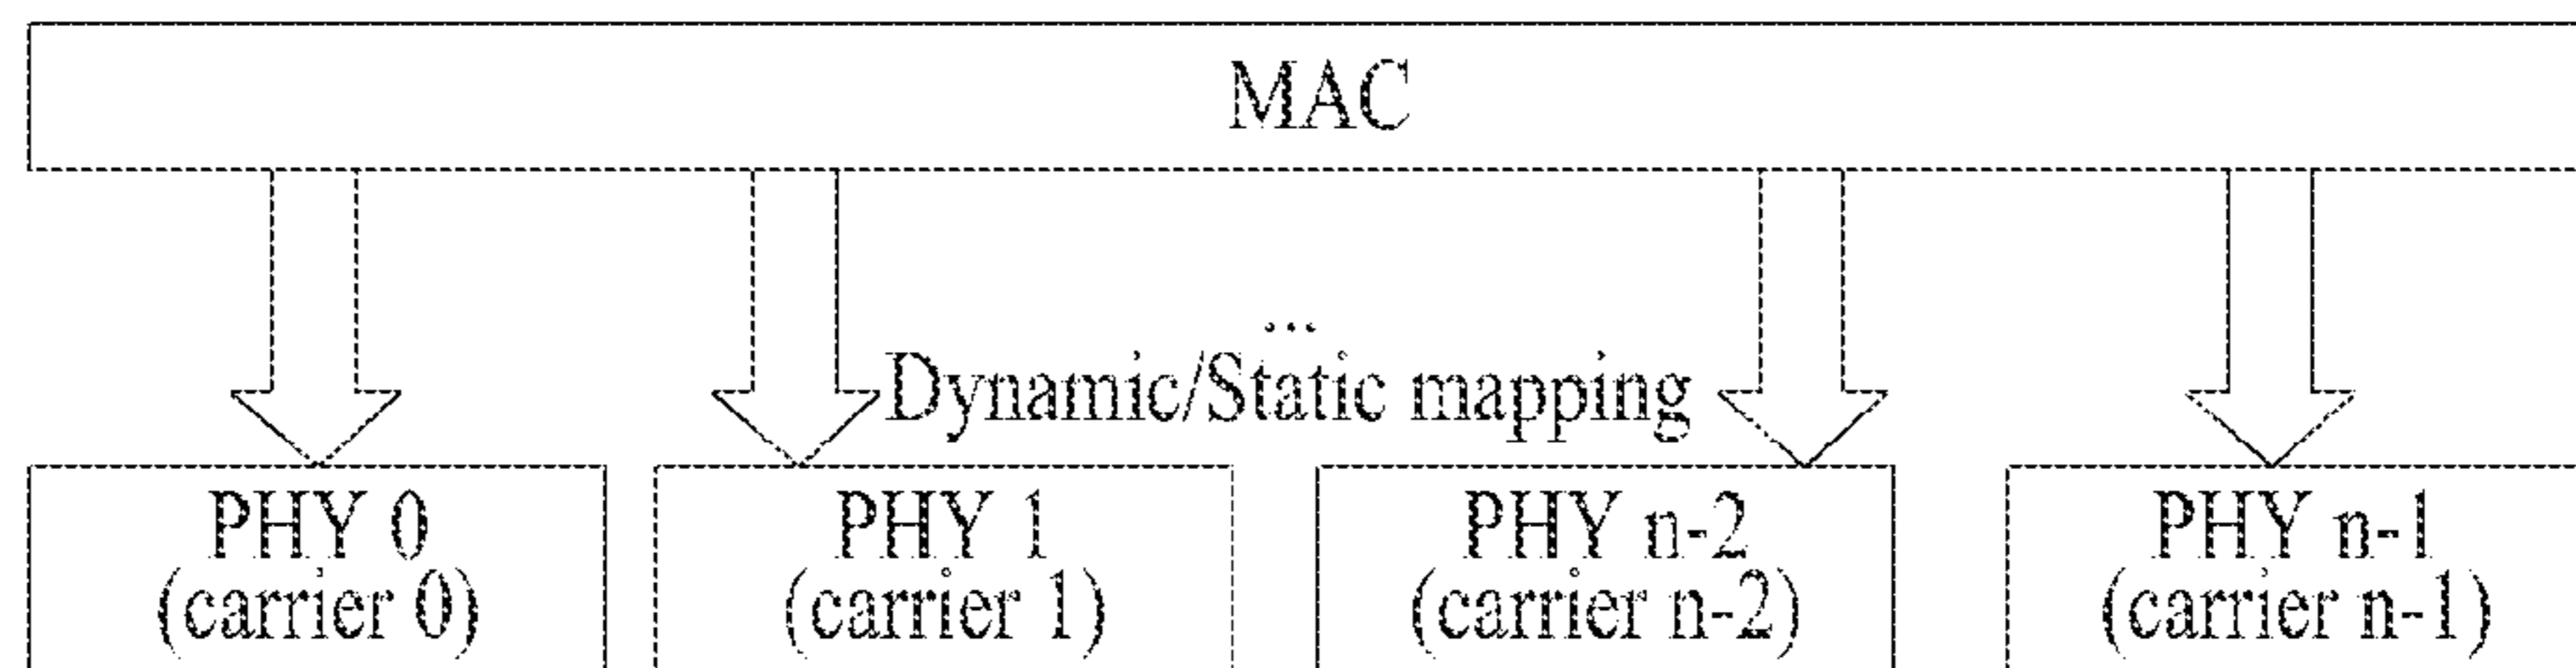 MAC
...
Dynamic/Static mapping
PHY 0
(carrier 0)
PHY 1
(carrier 1)
PHY n-2
(carrier n-2)
PHY n-1
(carrier n-1)